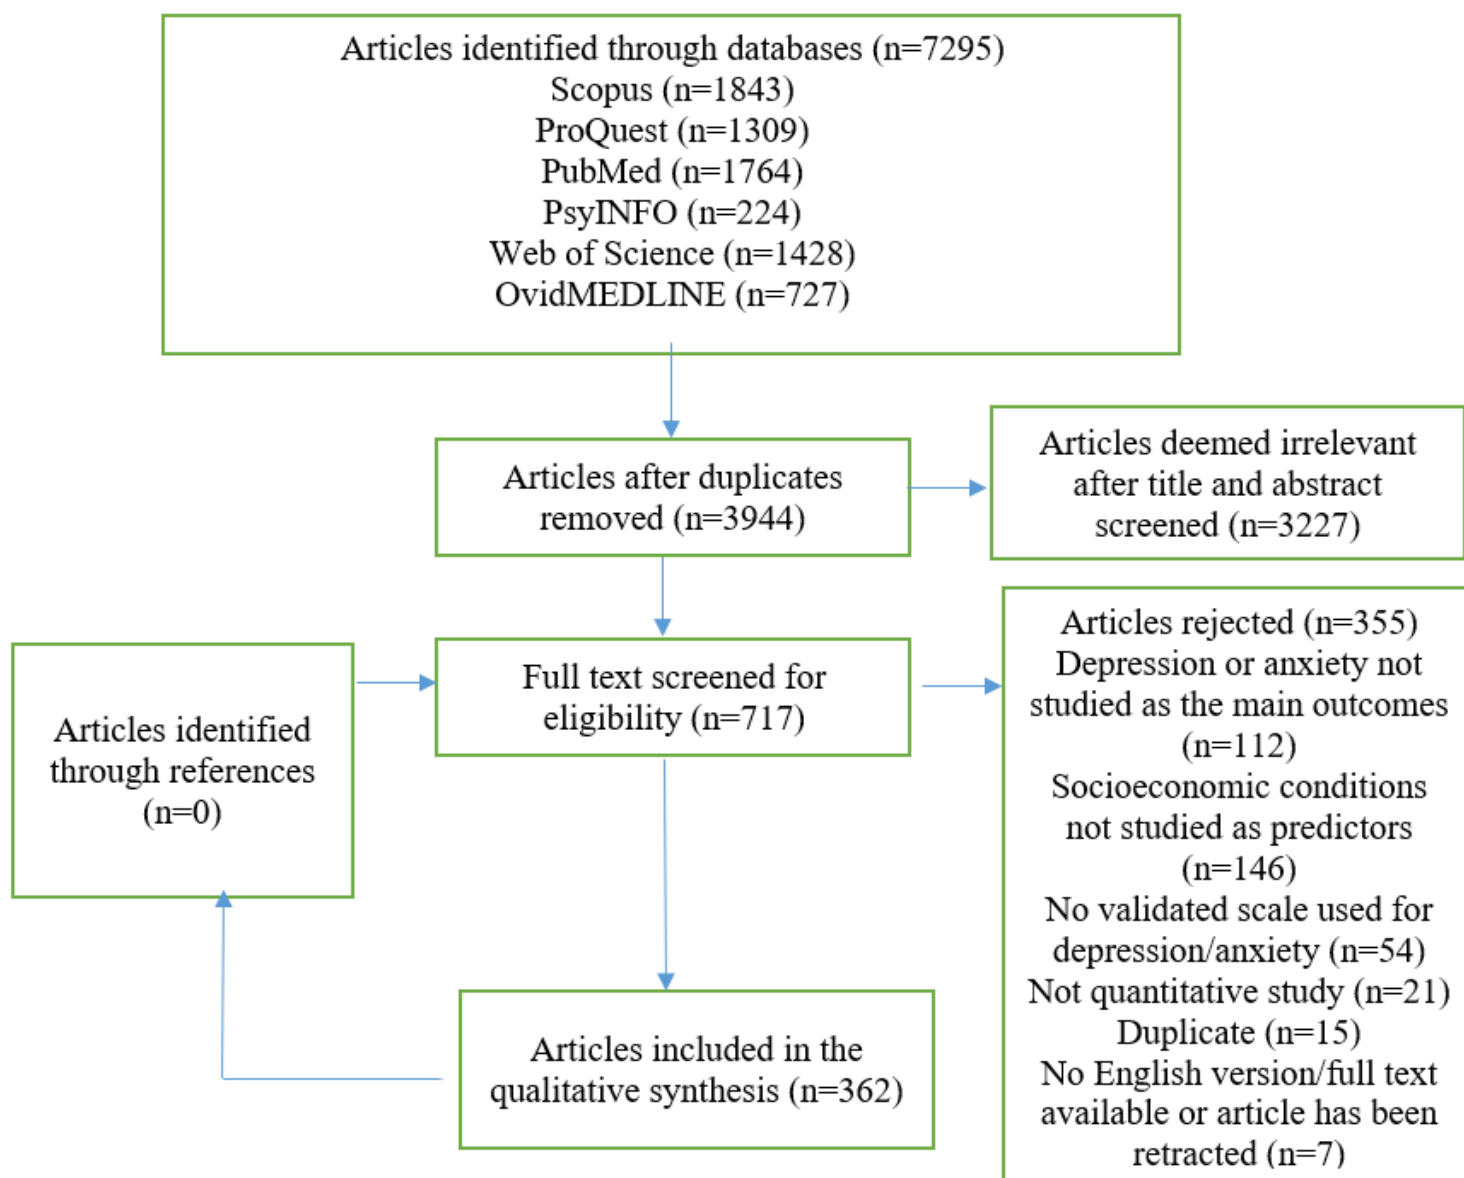 Articles identified through databases (n=7295)
Scopus (n=1843)
ProQuest (n=1309)
PubMed (n=1764)
PsyINFO (n=224)
Web of Science (n=1428)
OvidMEDLINE (n=727)
Articles after duplicates
removed (n=3944)
Articles deemed irrelevant
after title and abstract
screened (n=3227)
Full text screened for
eligibility (n=717)
Articles identified
through references
(n=0)
Articles rejected (n=355)
Depression or anxiety not
studied as the main outcomes
(n=112)
Socioeconomic conditions
not studied as predictors
(n=146)
No validated scale used for
depression/anxiety (n=54)
Not quantitative study (n=21)
Duplicate (n=15)
No English version/full text
available or article has been
retracted (n=7)
Articles included in the
qualitative synthesis (n=362)